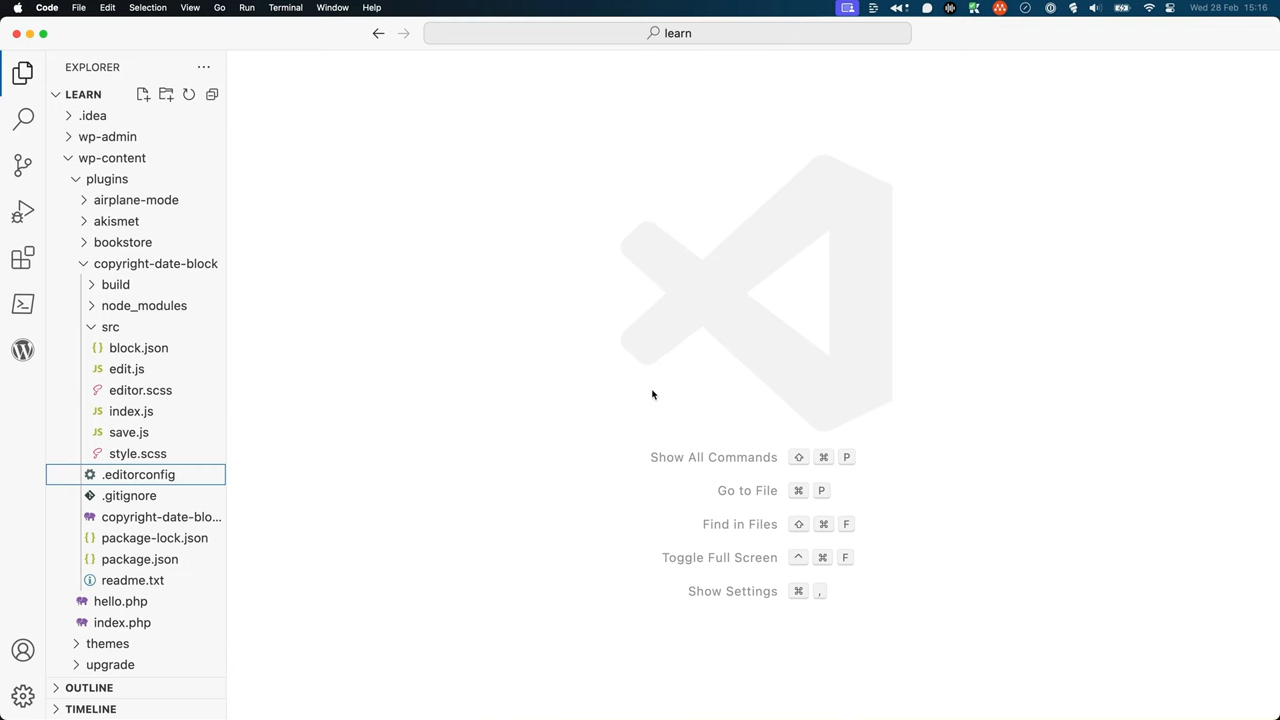 Code File Edit Selection View Go Run Terminal Window Help Wed 28 Feb 15:16
learn
EXPLORER
LEARN
.idea
wp-admin
wp-content
plugins
airplane-mode
akismet
bookstore
copyright-date-block
build
node_modules
src
{} block.json
JS edit.js
editor.scss
JS index.js
JS save.js
style.scss
.editorconfig
.gitignore
copyright-date-blo...
{} package-lock.json
{} package.json
readme.txt
hello.php
index.php
themes
upgrade
OUTLINE
TIMELINE
Show All Commands ⇧ ⌘ P
Go to File ⌘ P
Find in Files ⇧ ⌘ F
Toggle Full Screen ^ ⌘ F
Show Settings ⌘ ,